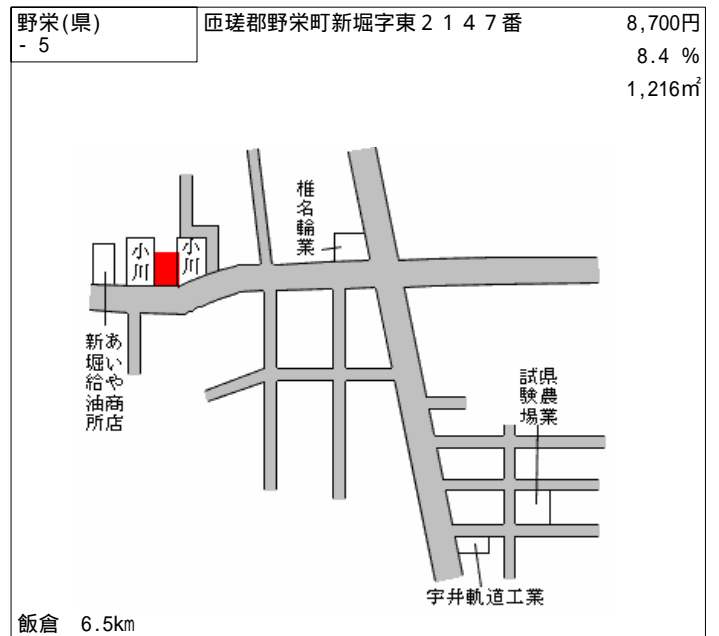 野栄(県)
- 5
匝瑳郡野栄町新堀字東２１４７番
8,700円
8.4 %
1,216㎡
椎名輪業
小川
小川
あいや商店
新堀給油所
県農業
試験場
宇井軌道工業
飯倉 6.5km